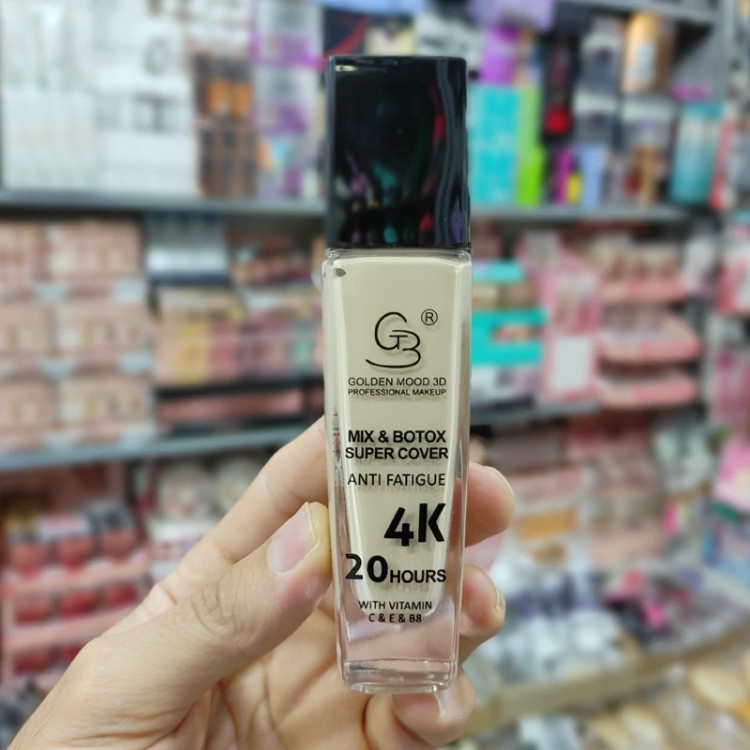 GB®
GOLDEN MOOD 3D
PROFESSIONAL MAKEUP
MIX & BOTOX
SUPER COVER
ANTI FATIGUE
4K
20HOURS
WITH VITAMIN
C & E & B8